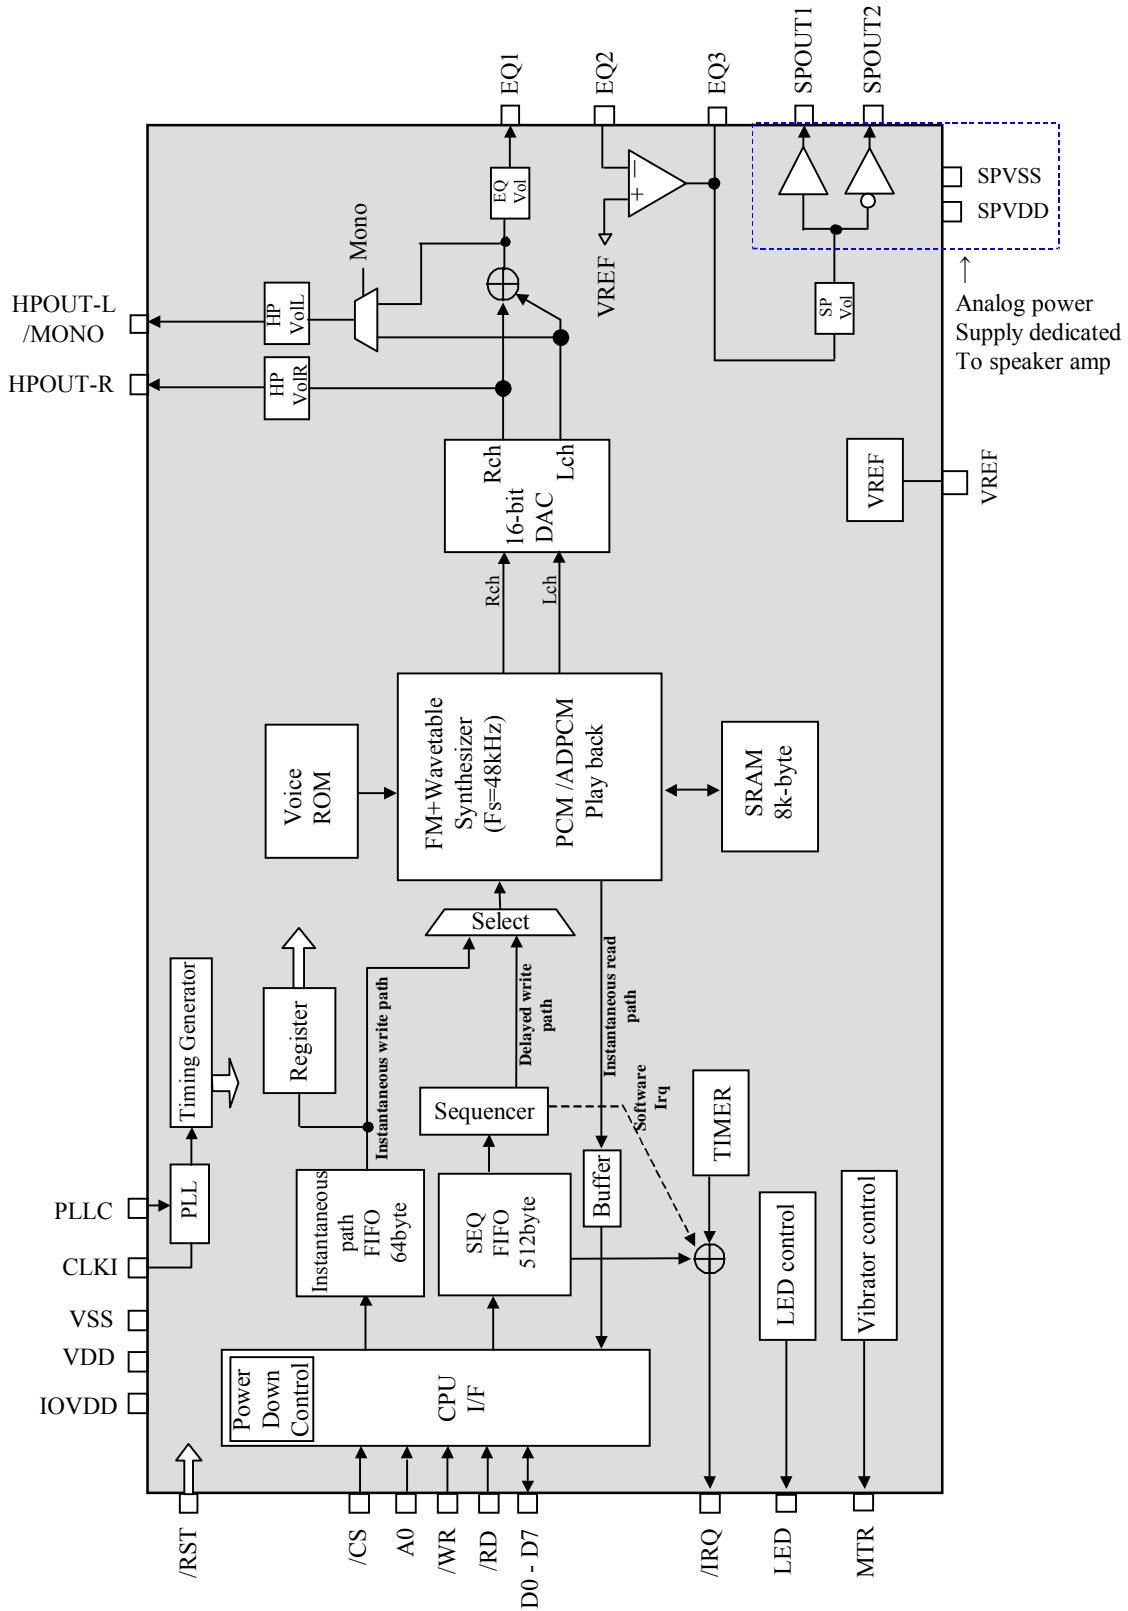 EQ1
EQ2
EQ3
SPOUT1
SPOUT2
SPVSS
SPVDD
↑
Analog power
Supply dedicated
To speaker amp
EQ
Vol
−
+
VREF
Mono
HPOUT-L
/MONO
HP
VolL
HPOUT-R
HP
VolR
SP
Vol
Rch
Lch
16-bit
DAC
VREF
VREF
Rch
Lch
Voice
ROM
FM+Wavetable
Synthesizer
(Fs=48kHz)
PCM /ADPCM
Play back
SRAM
8k-byte
Select
Timing Generator
Register
Instantaneous write path
Delayed write
path
Instantaneous read
path
Software
Irq
Sequencer
TIMER
PLLC
PLL
CLKI
Instantaneous
path
FIFO
64byte
SEQ
FIFO
512byte
Buffer
LED control
Vibrator control
VSS
VDD
IOVDD
Power
Down
Control
CPU
I/F
/RST
/CS
A0
/WR
/RD
D0 - D7
/IRQ
LED
MTR